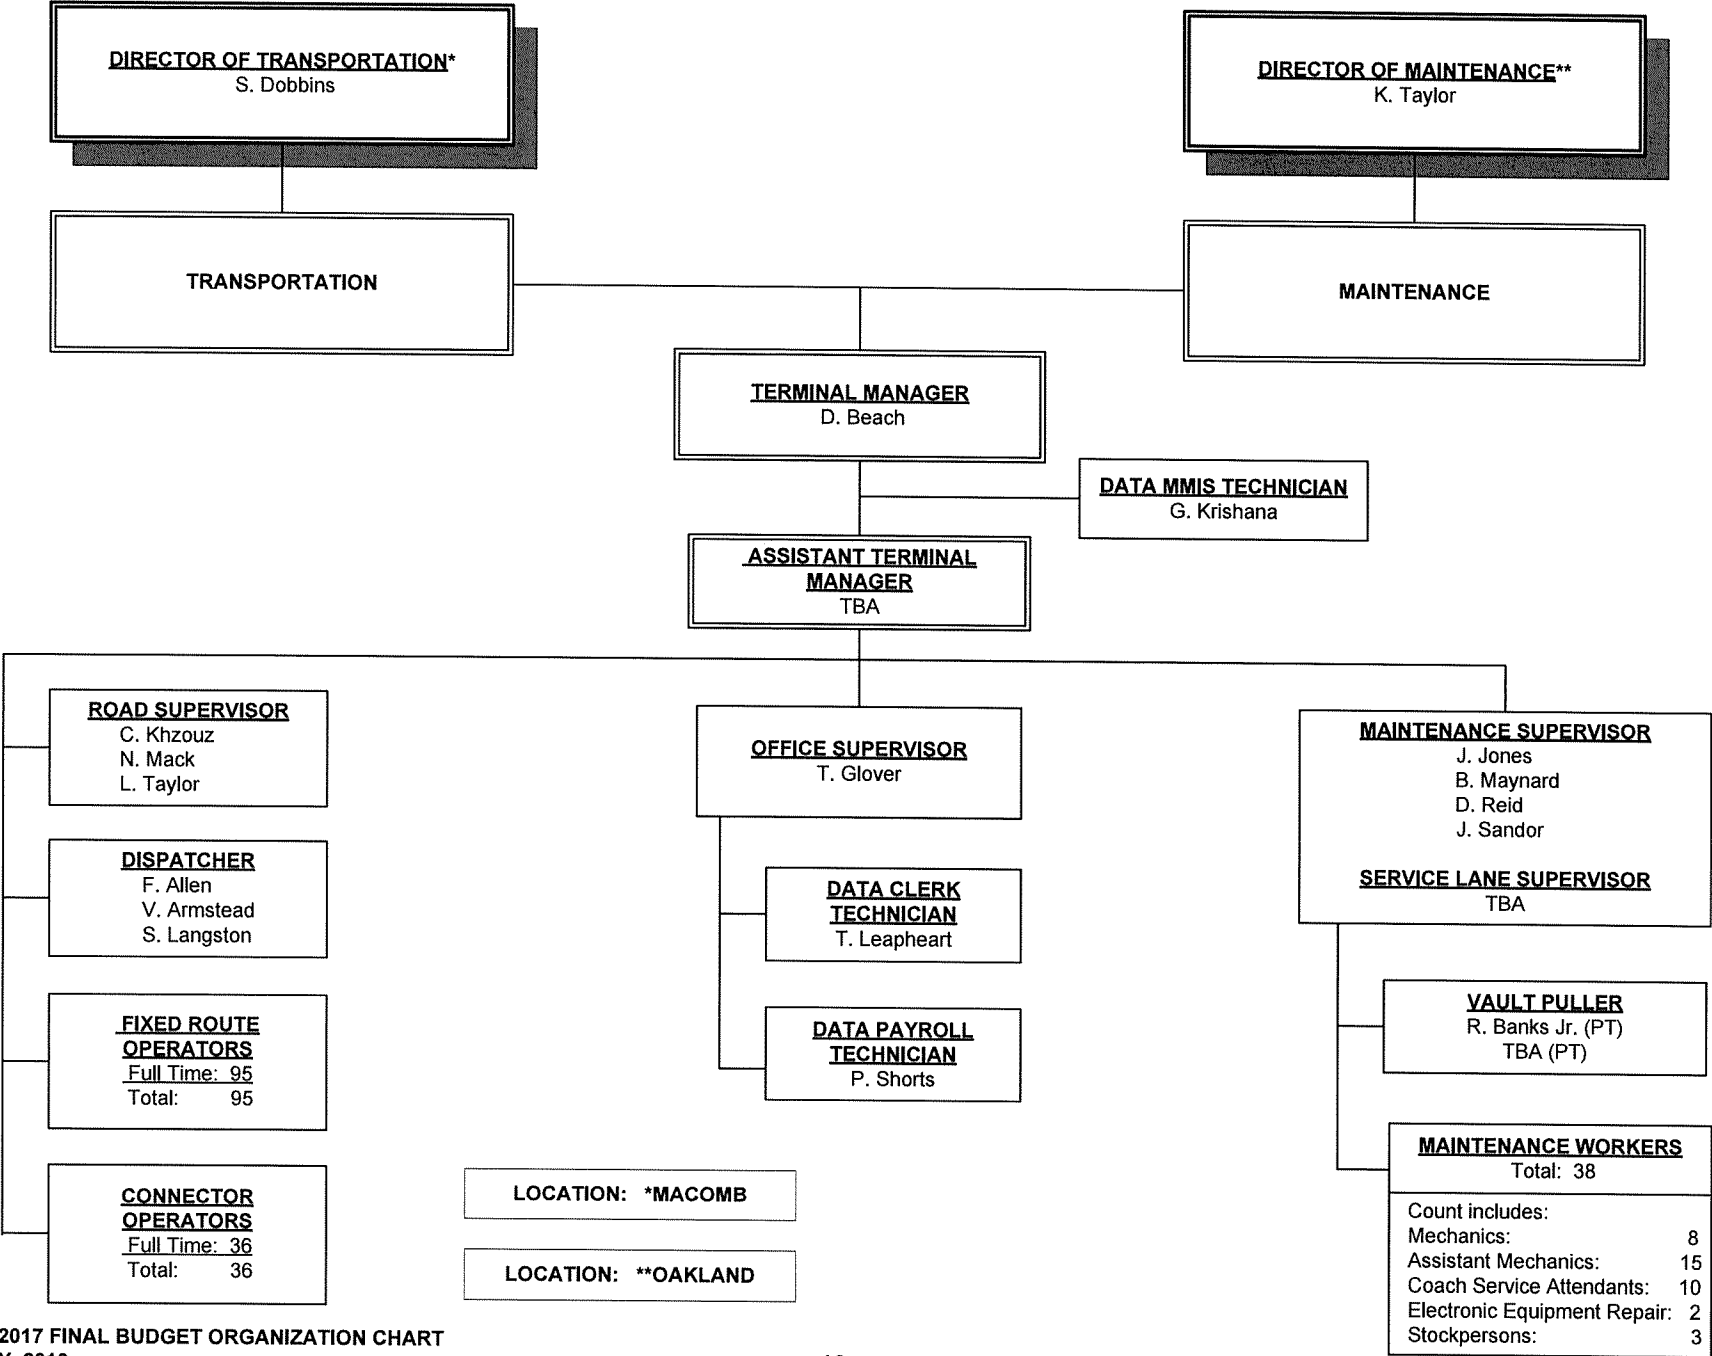 DIRECTOR OF TRANSPORTATION*
S. Dobbins
DIRECTOR OF MAINTENANCE**
K. Taylor
TRANSPORTATION
MAINTENANCE
TERMINAL MANAGER
D. Beach
DATA MMIS TECHNICIAN
G. Krishana
ASSISTANT TERMINAL
MANAGER
TBA
ROAD SUPERVISOR
C. Khzouz
N. Mack
L. Taylor
DISPATCHER
F. Allen
V. Armstead
S. Langston
FIXED ROUTE
OPERATORS
Full Time: 95
Total: 95
CONNECTOR
OPERATORS
Full Time: 36
Total: 36
OFFICE SUPERVISOR
T. Glover
DATA CLERK
TECHNICIAN
T. Leapheart
DATA PAYROLL
TECHNICIAN
P. Shorts
LOCATION: *MACOMB
LOCATION: **OAKLAND
MAINTENANCE SUPERVISOR
J. Jones
B. Maynard
D. Reid
J. Sandor
SERVICE LANE SUPERVISOR
TBA
VAULT PULLER
R. Banks Jr. (PT)
TBA (PT)
MAINTENANCE WORKERS
Total: 38
Count includes:
Mechanics: 8
Assistant Mechanics: 15
Coach Service Attendants: 10
Electronic Equipment Repair: 2
Stockpersons: 3
2017 FINAL BUDGET ORGANIZATION CHART